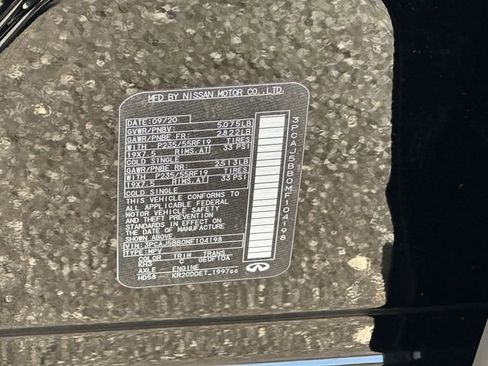 MFD BY NISSAN MOTOR CO.,LTD.
DATE: 09/20
GVWR/PNBV: 5075LB
GAWR/PNBE FR: 2822LB
WITH P235/55RF19 TIRES
19X7.5 RIMS,AT 33 PSI
COLD SINGLE
GAWR/PNBE RR: 2513LB
WITH P235/55RF19 TIRES
19X7.5 RIMS,AT 33 PSI
COLD SINGLE
THIS VEHICLE CONFORMS TO ALL
APPLICABLE FEDERAL
MOTOR VEHICLE SAFETY
AND THEFT PREVENTION
STANDARDS IN EFFECT ON
THE DATE OF MANUFACTURE
SHOWN ABOVE.
VIN: 3PCAJ5BB0MF104198
TYPE: MPV
COLOR TRIM TRANS
KH3 C GE0F10A
AXLE ENGINE
HD58 KR20DDET 1997cc
INFINITI
3PCAJ5BB0MF104198